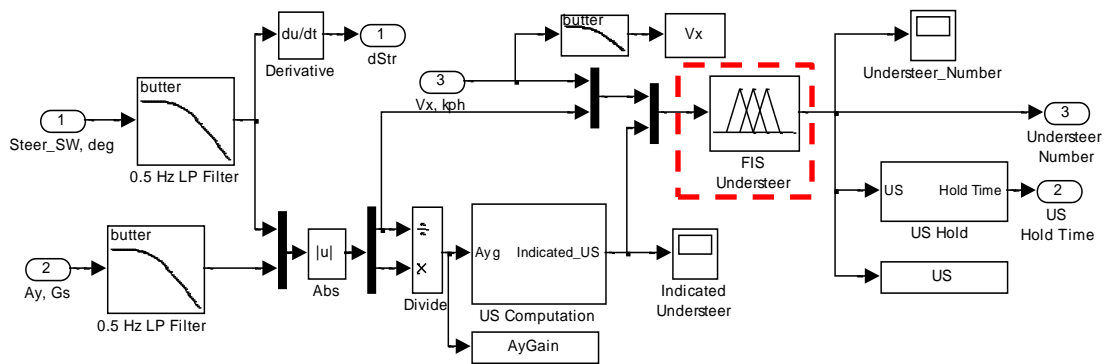 butter
du/dt
1
dStr
Derivative
Vx
Understeer_Number
butter
3
Vx, kph
1
Steer_SW, deg
0.5 Hz LP Filter
FIS
Understeer
3
Understeer
Number
butter
2
Ay, Gs
0.5 Hz LP Filter
|u|
Abs
÷
×
Divide
Ayg
Indicated_US
US Computation
AyGain
Indicated
Understeer
US
Hold Time
US Hold
2
US
Hold Time
US